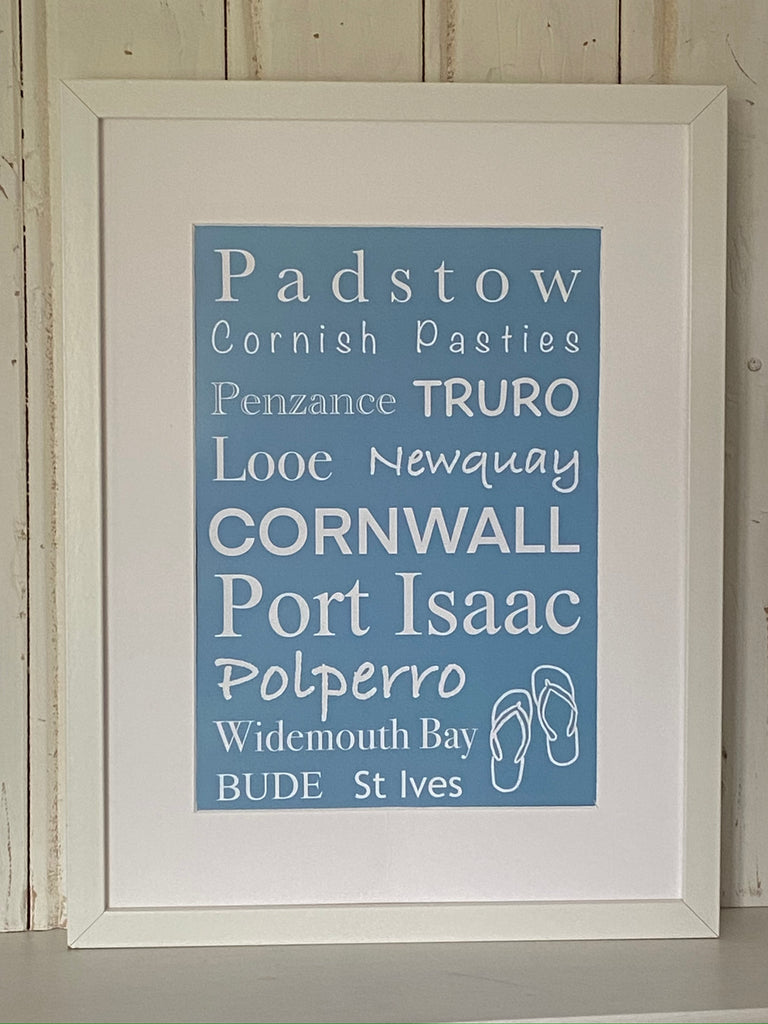 Padstow
Cornish Pasties
Penzance TRURO
Looe Newquay
CORNWALL
Port Isaac
Polperro
Widemouth Bay
BUDE St Ives